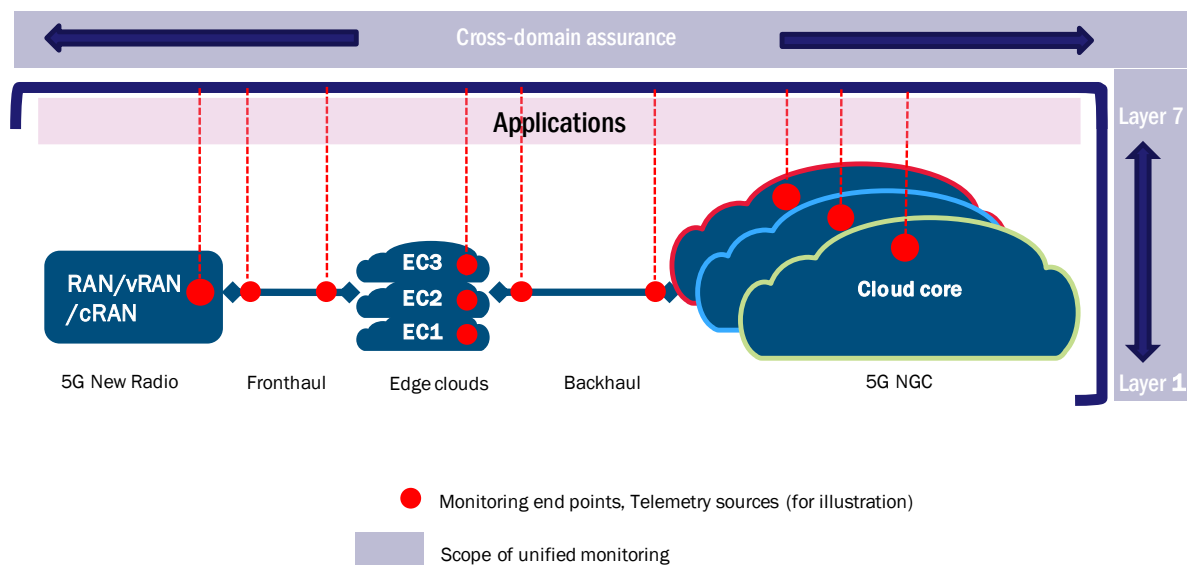 Cross-domain assurance
Applications
Layer 7
EC3
RAN/vRAN
/cRAN
EC2
Cloud core
EC1
5G New Radio
Fronthaul
Edge clouds
Backhaul
5G NGC
Layer 1
Monitoring end points, Telemetry sources (for illustration)
Scope of unified monitoring